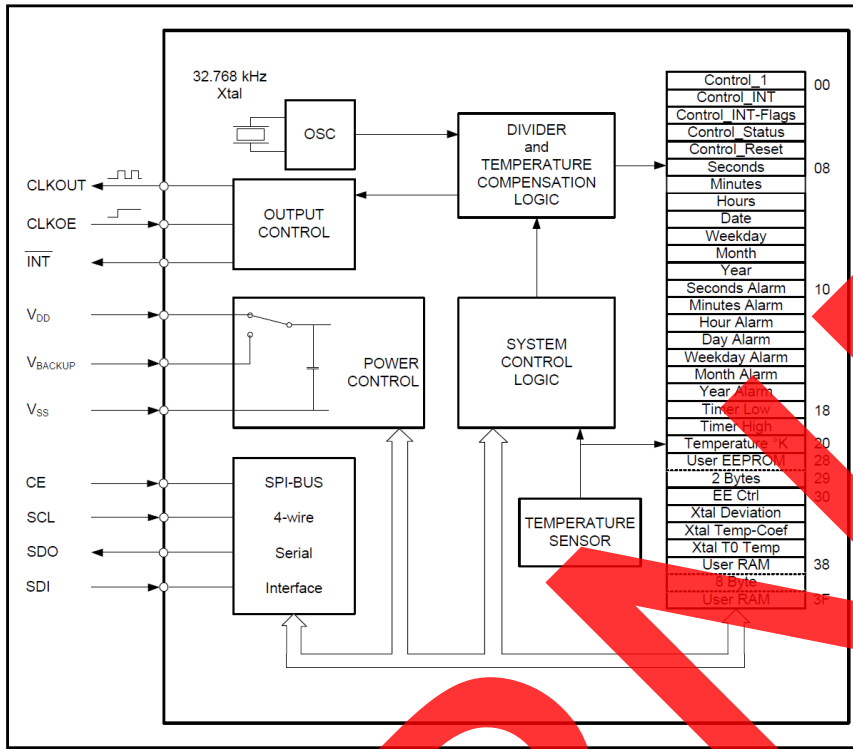 32.768 kHz
Xtal
OSC
DIVIDER
and
TEMPERATURE
COMPENSATION
LOGIC
CLKOUT
CLKOE
INT
OUTPUT
CONTROL
VDD
VBACKUP
VSS
POWER
CONTROL
SYSTEM
CONTROL
LOGIC
CE
SCL
SDO
SDI
SPI-BUS
4-wire
Serial
Interface
TEMPERATURE
SENSOR
Control_1 00
Control_INT
Control_INT-Flags
Control_Status
Control_Reset
Seconds 08
Minutes
Hours
Date
Weekday
Month
Year
Seconds Alarm 10
Minutes Alarm
Hour Alarm
Day Alarm
Weekday Alarm
Month Alarm
Year Alarm
Timer Low 18
Timer High
Temperature °K 20
User EEPROM 28
2 Bytes 29
EE Ctrl 30
Xtal Deviation
Xtal Temp-Coef
Xtal T0 Temp
User RAM 38
8 Byte
User RAM 3F